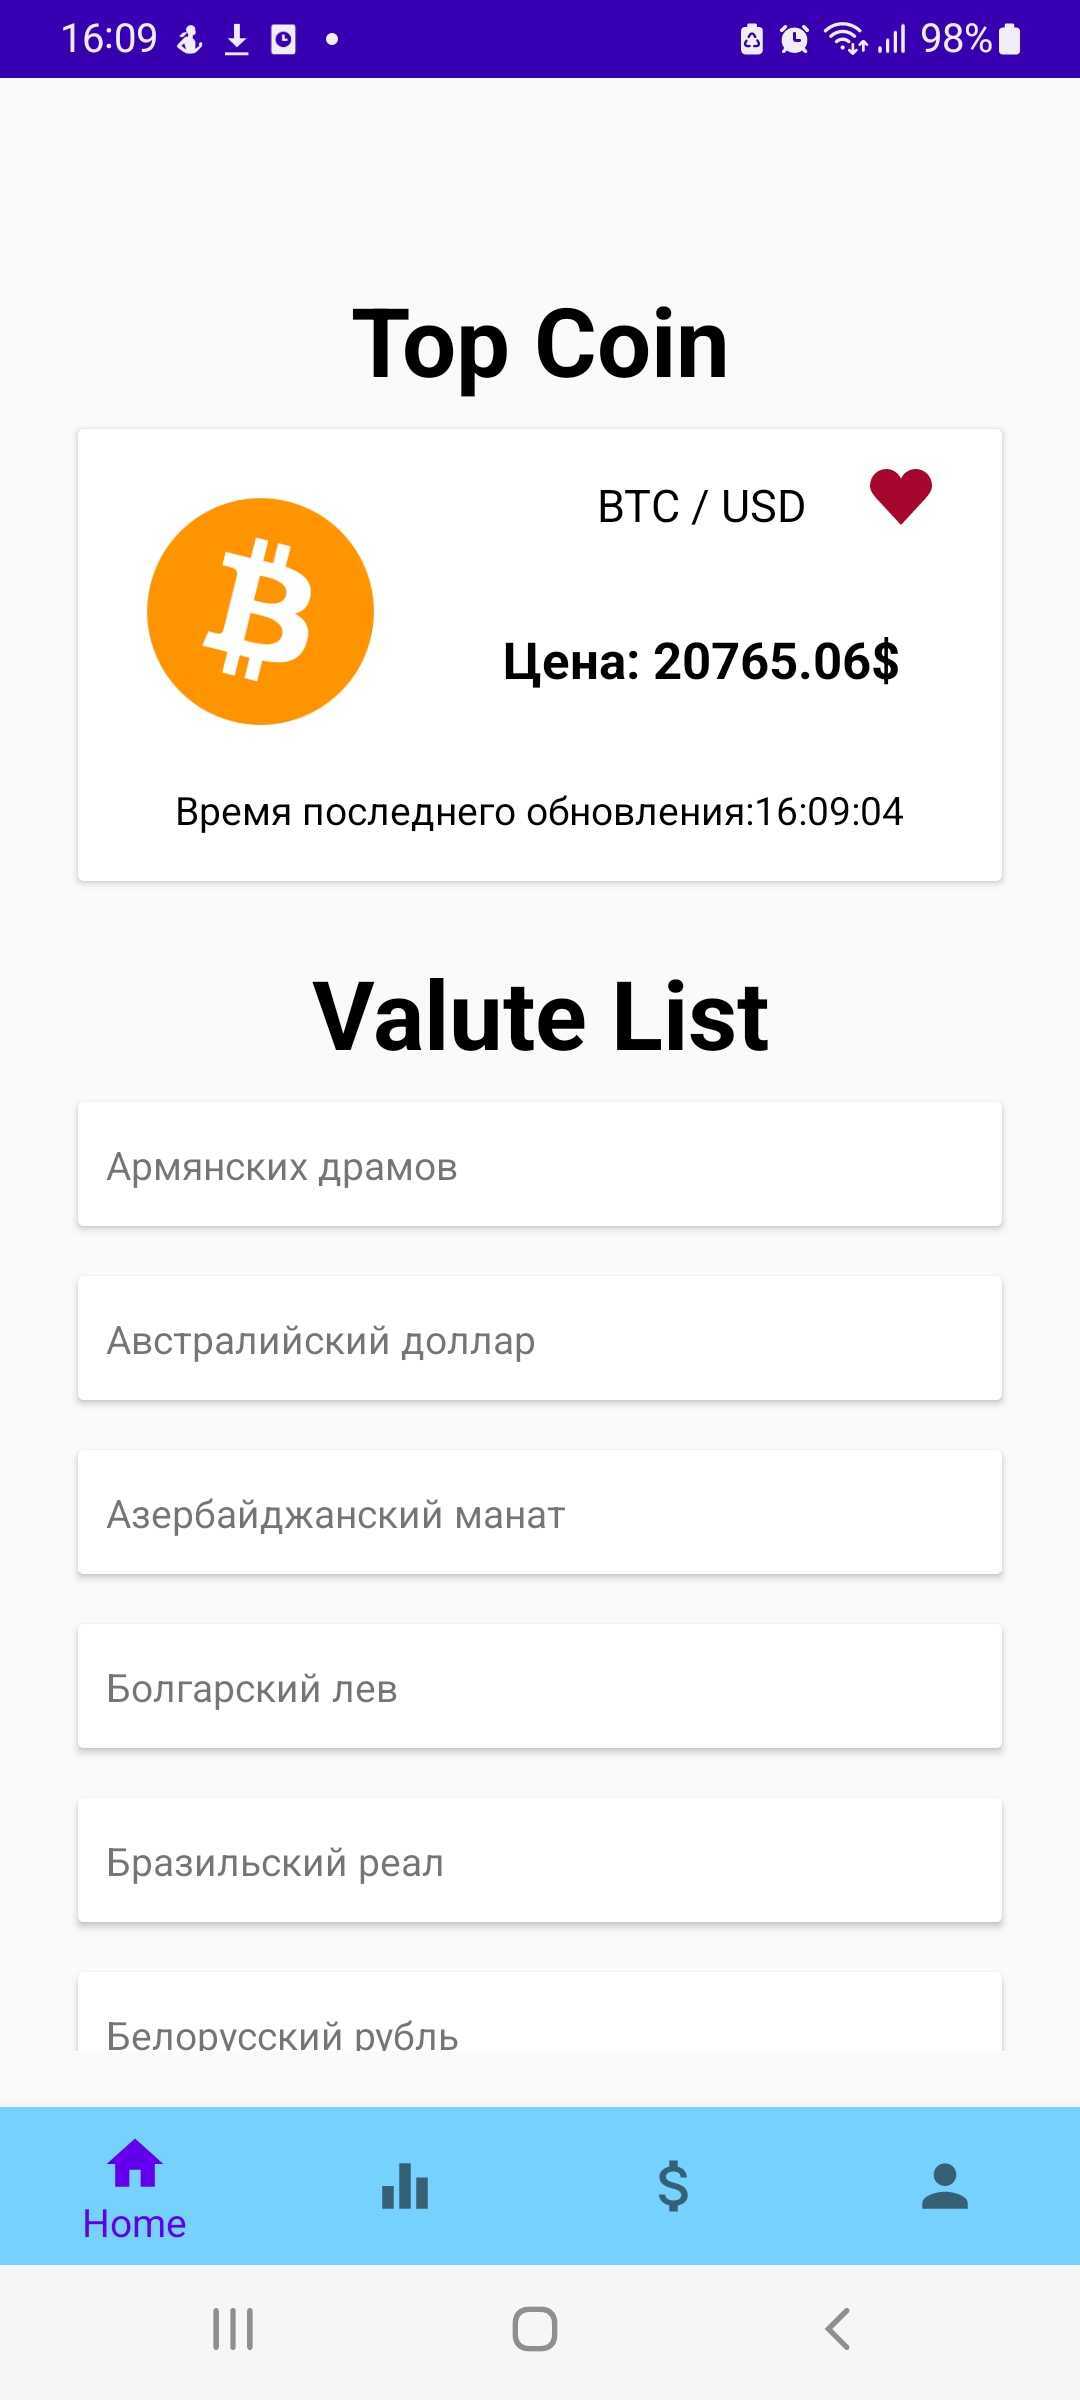 16:09
98%
Top Coin
BTC / USD
Цена: 20765.06$
Время последнего обновления:16:09:04
Valute List
Армянских драмов
Австралийский доллар
Азербайджанский манат
Болгарский лев
Бразильский реал
Белорусский рубль
Home